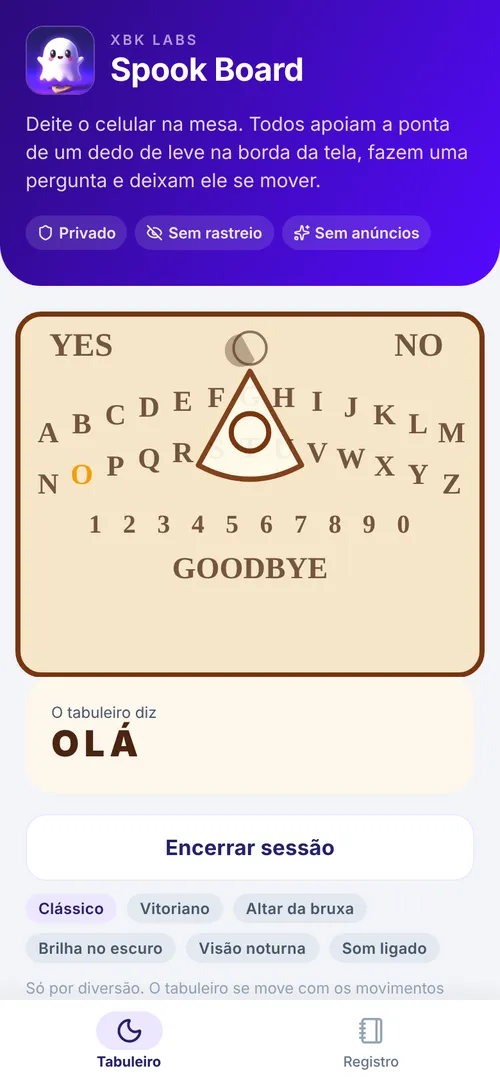 XBK LABS
Spook Board
Deite o celular na mesa. Todos apoiam a ponta
de um dedo de leve na borda da tela, fazem uma
pergunta e deixam ele se mover.
Privado
Sem rastreio
Sem anúncios
YES NO
A B C D E F G H I J K L M
N O P Q R S T U V W X Y Z
1 2 3 4 5 6 7 8 9 0
GOODBYE
O tabuleiro diz
OLÁ
Encerrar sessão
Clássico
Vitoriano
Altar da bruxa
Brilha no escuro
Visão noturna
Som ligado
Só por diversão. O tabuleiro se move com os movimentos
Tabuleiro
Registro